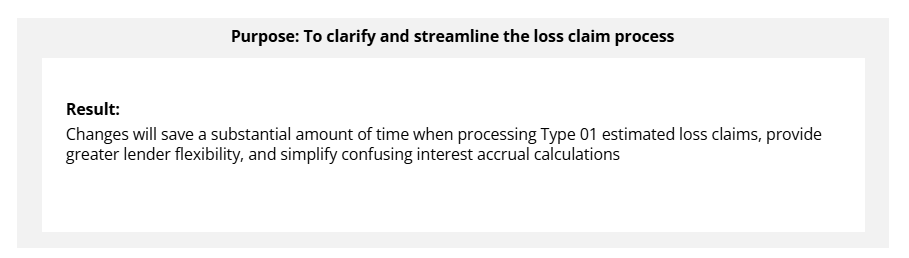 Purpose: To clarify and streamline the loss claim process
Result:
Changes will save a substantial amount of time when processing Type 01 estimated loss claims, provide
greater lender flexibility, and simplify confusing interest accrual calculations